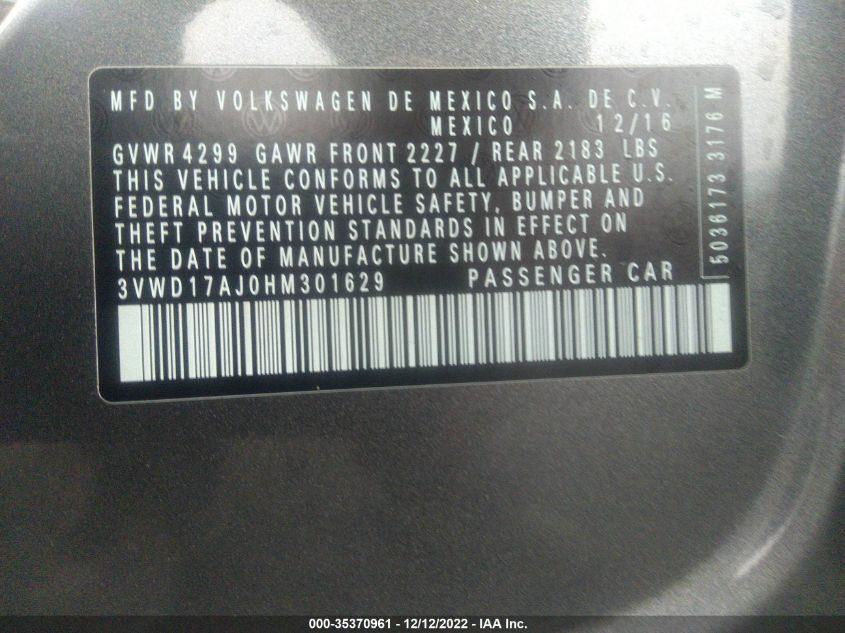 MFD BY VOLKSWAGEN DE MEXICO S.A. DE C.V.
MEXICO 12/16
GVWR 4299 GAWR FRONT 2227 / REAR 2183 LBS
THIS VEHICLE CONFORMS TO ALL APPLICABLE U.S.
FEDERAL MOTOR VEHICLE SAFETY, BUMPER AND
THEFT PREVENTION STANDARDS IN EFFECT ON
THE DATE OF MANUFACTURE SHOWN ABOVE.
3VWD17AJ0HM301629 PASSENGER CAR
5036173 3176 M
000-35370961 - 12/12/2022 - IAA Inc.